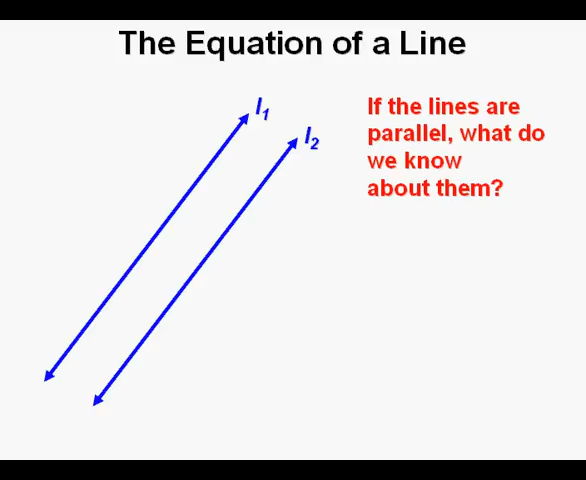 The Equation of a Line
l1
l2
If the lines are
parallel, what do
we know
about them?